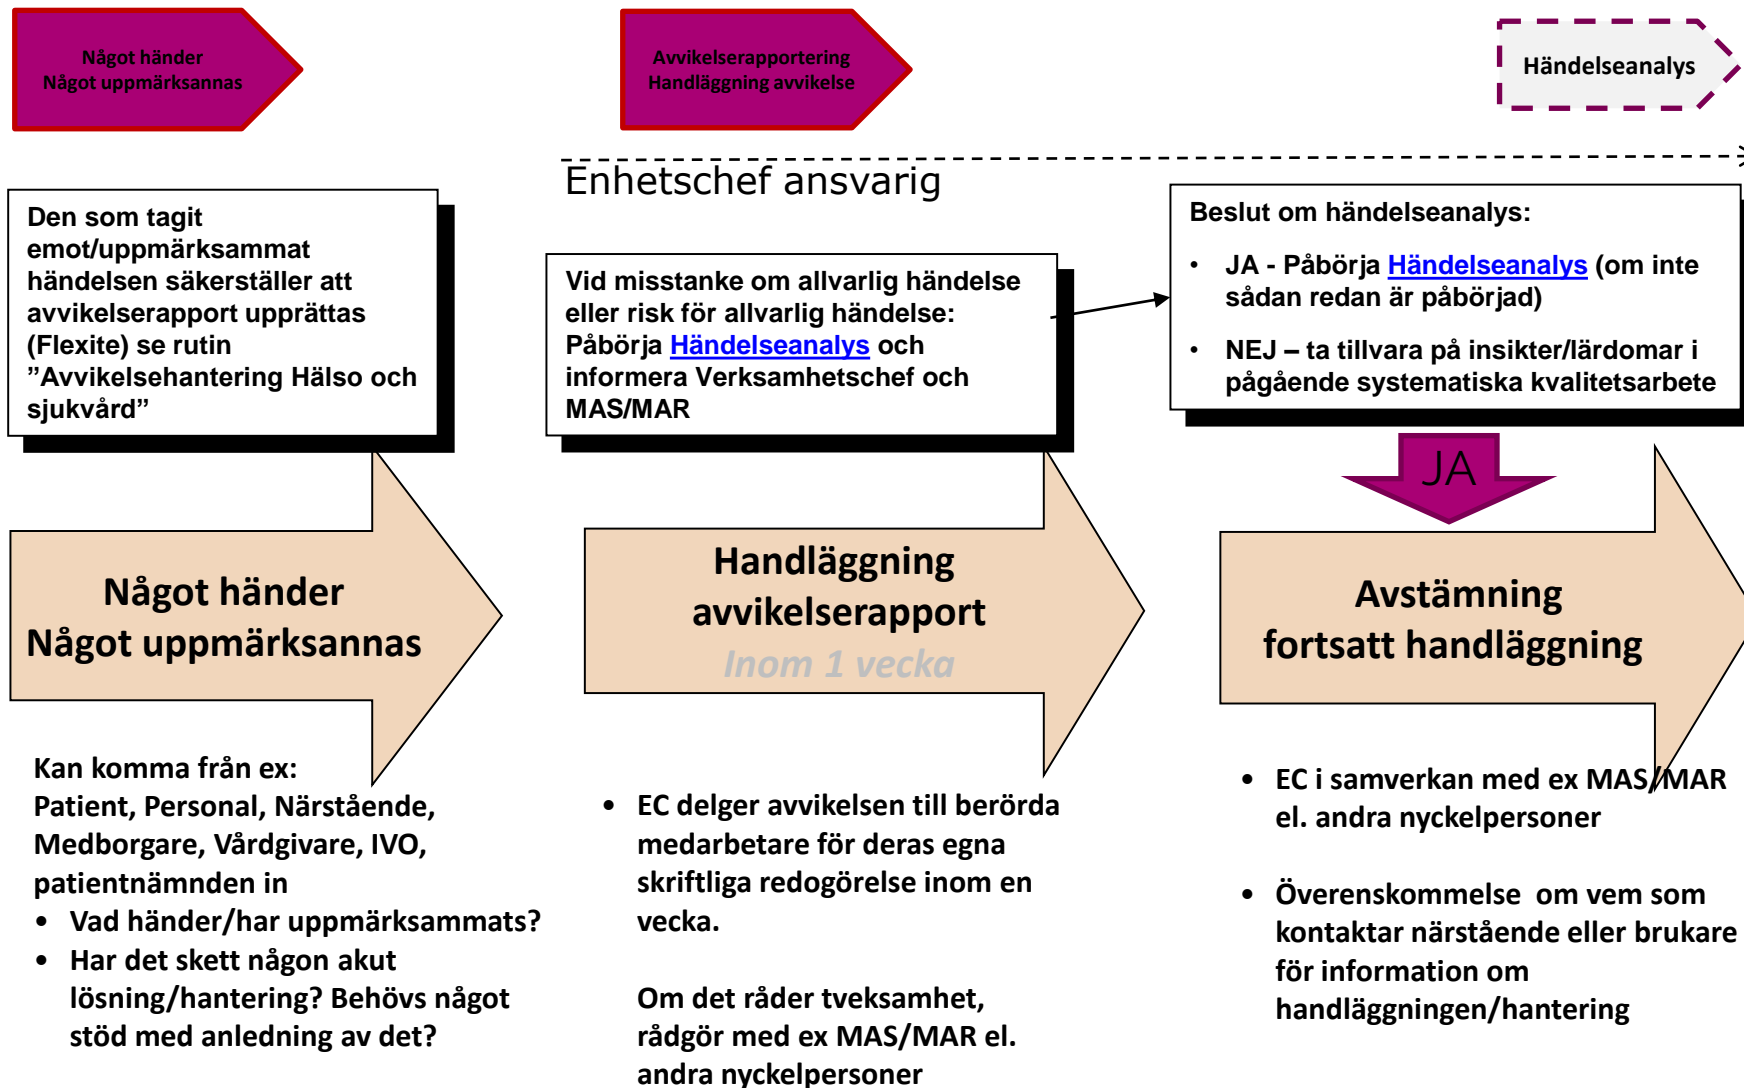 Något händer
Något uppmärksannas
Avvikelserapportering
Handläggning avvikelse
Händelseanalys
Enhetschef ansvarig
Den som tagit
emot/uppmärksammat
händelsen säkerställer att
avvikelserapport upprättas
(Flexite) se rutin
”Avvikelsehantering Hälso och
sjukvård”
Vid misstanke om allvarlig händelse
eller risk för allvarlig händelse:
Påbörja Händelseanalys och
informera Verksamhetschef och
MAS/MAR
Beslut om händelseanalys:
• JA - Påbörja Händelseanalys (om inte
sådan redan är påbörjad)
• NEJ – ta tillvara på insikter/lärdomar i
pågående systematiska kvalitetsarbete
JA
Något händer
Något uppmärksannas
Handläggning
avvikelserapport
Inom 1 vecka
Avstämning
fortsatt handläggning
Kan komma från ex:
Patient, Personal, Närstående,
Medborgare, Vårdgivare, IVO,
patientnämnden in
• Vad händer/har uppmärksammats?
• Har det skett någon akut
lösning/hantering? Behövs något
stöd med anledning av det?
• EC delger avvikelsen till berörda
medarbetare för deras egna
skriftliga redogörelse inom en
vecka.
Om det råder tveksamhet,
rådgör med ex MAS/MAR el.
andra nyckelpersoner
• EC i samverkan med ex MAS/MAR
el. andra nyckelpersoner
• Överenskommelse om vem som
kontaktar närstående eller brukare
för information om
handläggningen/hantering